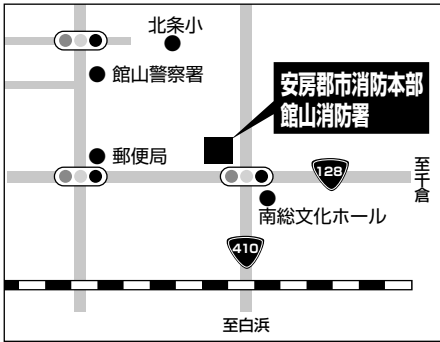 北条小
館山警察署
安房郡市消防本部
館山消防署
郵便局
128
至千倉
南総文化ホール
410
至白浜